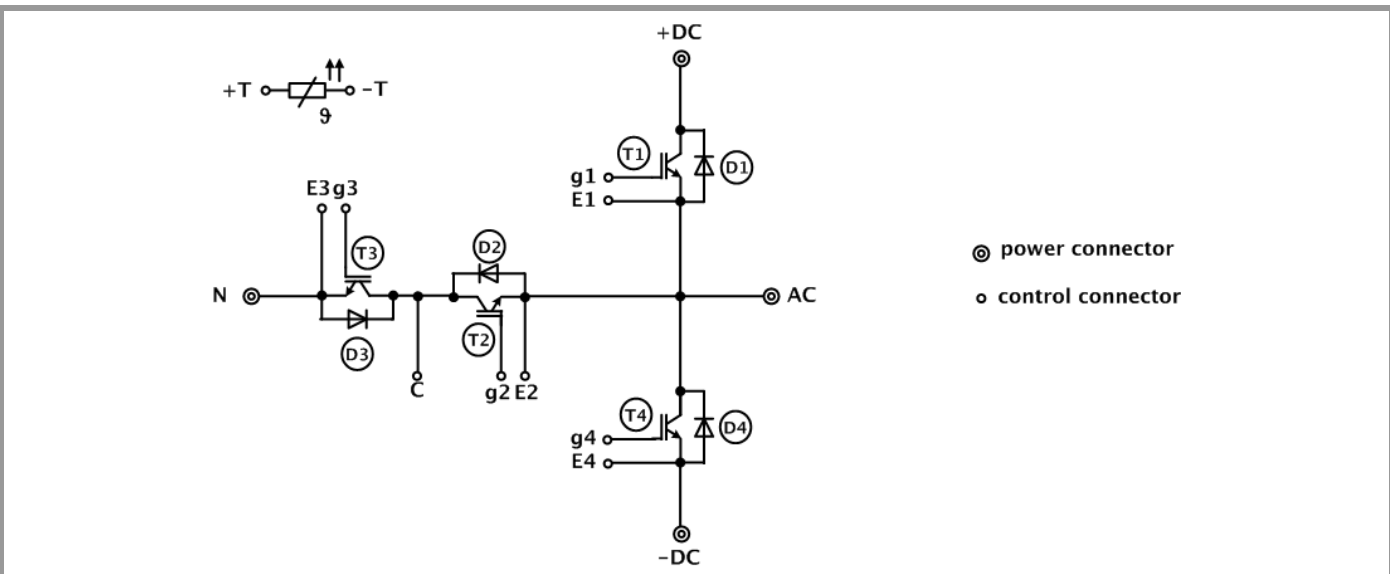 +DC
+T
-T
ϑ
T1
D1
g1
E1
E3 g3
T3
D2
power connector
N
AC
control connector
D3
T2
C
g2 E2
T4
D4
g4
E4
-DC